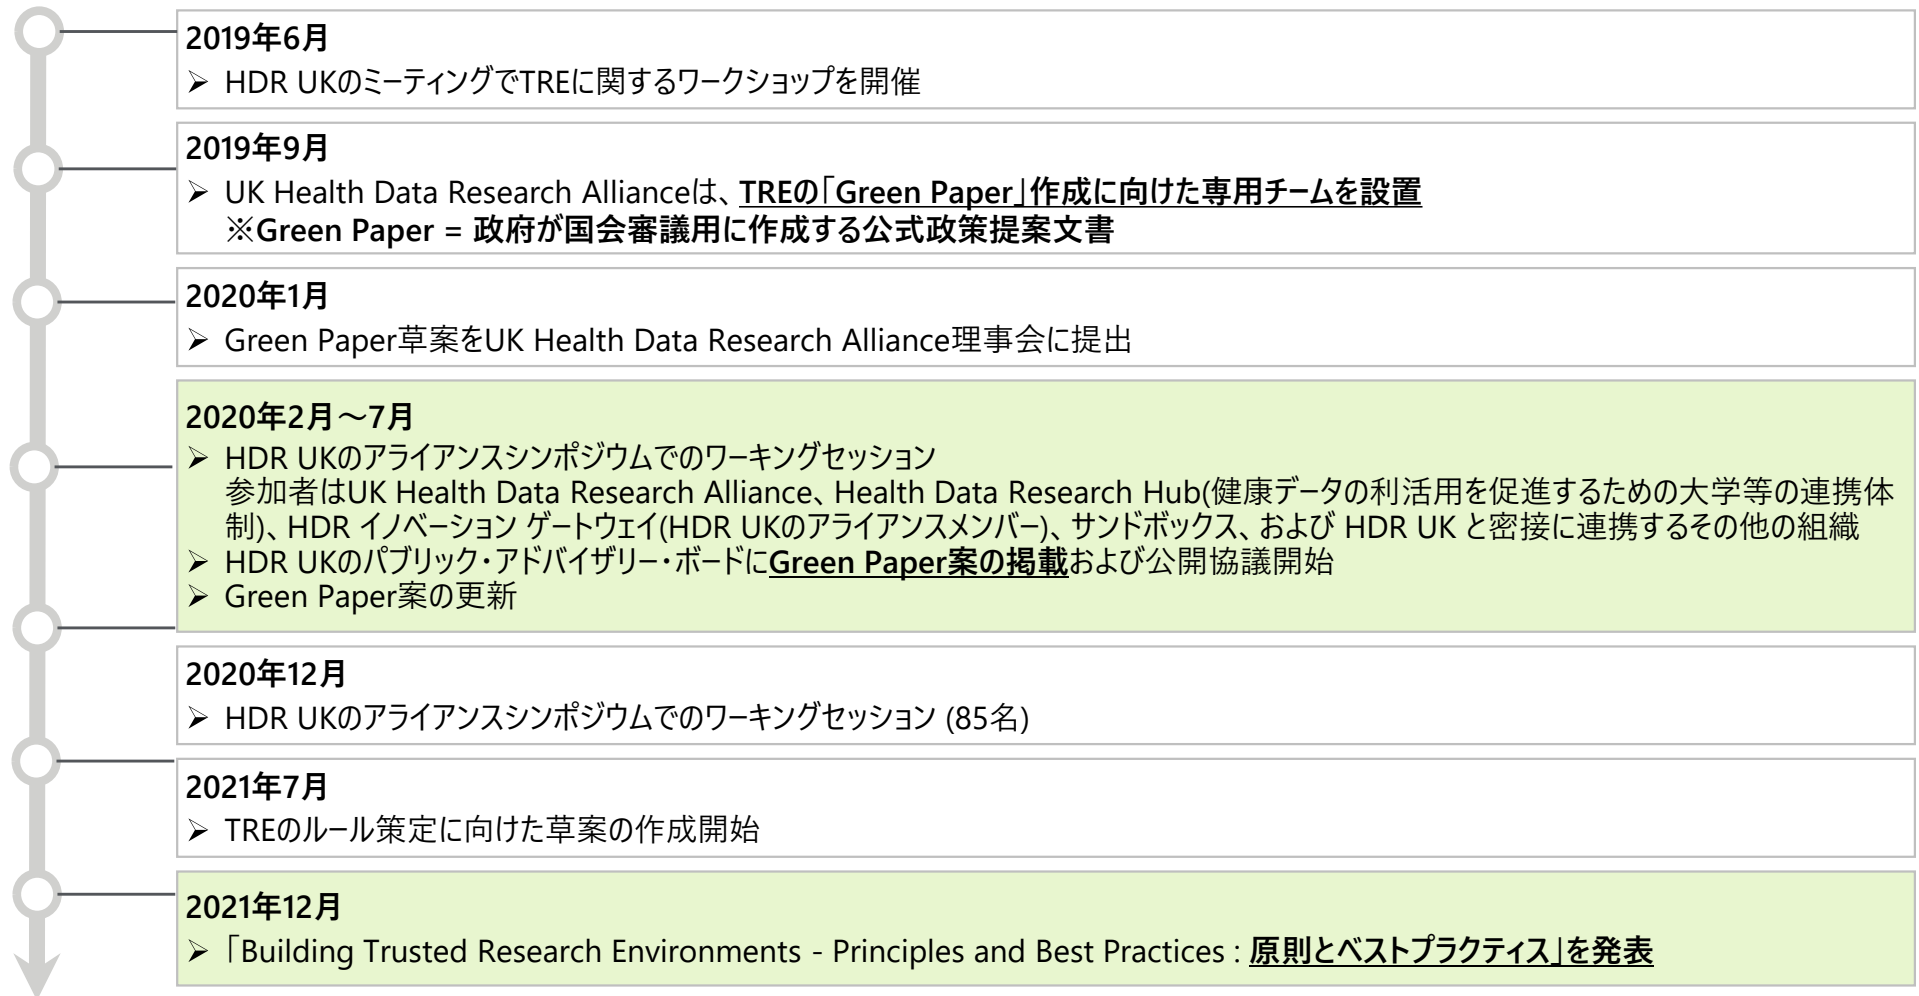 2019年6月
➢ HDR UKのミーティングでTREに関するワークショップを開催
2019年9月
➢ UK Health Data Research Allianceは、TREの「Green Paper」作成に向けた専用チームを設置
※Green Paper = 政府が国会審議用に作成する公式政策提案文書
2020年1月
➢ Green Paper草案をUK Health Data Research Alliance理事会に提出
2020年2月～7月
➢ HDR UKのアライアンスシンポジウムでのワーキングセッション
参加者はUK Health Data Research Alliance、Health Data Research Hub(健康データの利活用を促進するための大学等の連携体
制)、HDR イノベーション ゲートウェイ(HDR UKのアライアンスメンバー)、サンドボックス、および HDR UK と密接に連携するその他の組織
➢ HDR UKのパブリック・アドバイザリー・ボードにGreen Paper案の掲載および公開協議開始
➢ Green Paper案の更新
2020年12月
➢ HDR UKのアライアンスシンポジウムでのワーキングセッション (85名)
2021年7月
➢ TREのルール策定に向けた草案の作成開始
2021年12月
➢ 「Building Trusted Research Environments - Principles and Best Practices : 原則とベストプラクティス」を発表